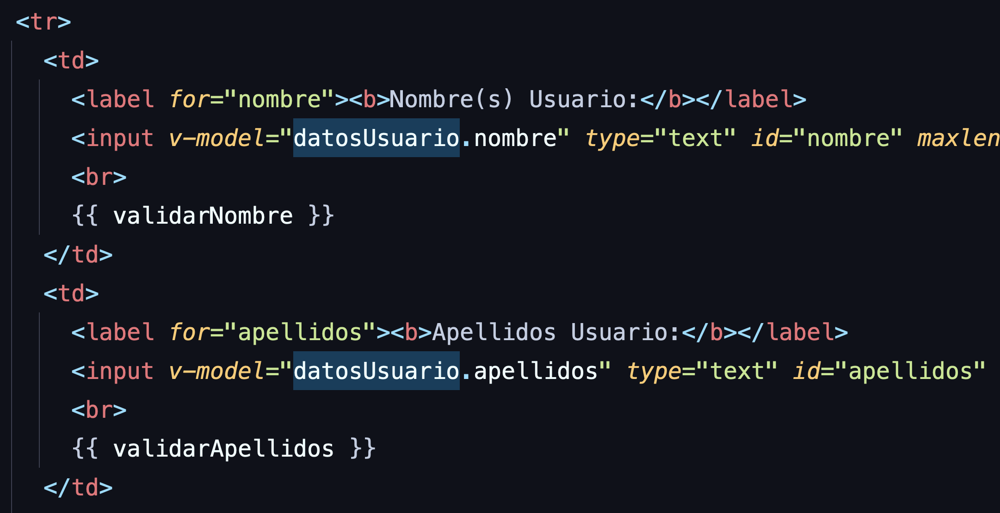 <tr>
<td>
<label for="nombre"><b>Nombre(s) Usuario:</b></label>
<input v-model="datosUsuario.nombre" type="text" id="nombre" maxlen
<br>
{{ validarNombre }}
</td>
<td>
<label for="apellidos"><b>Apellidos Usuario:</b></label>
<input v-model="datosUsuario.apellidos" type="text" id="apellidos"
<br>
{{ validarApellidos }}
</td>